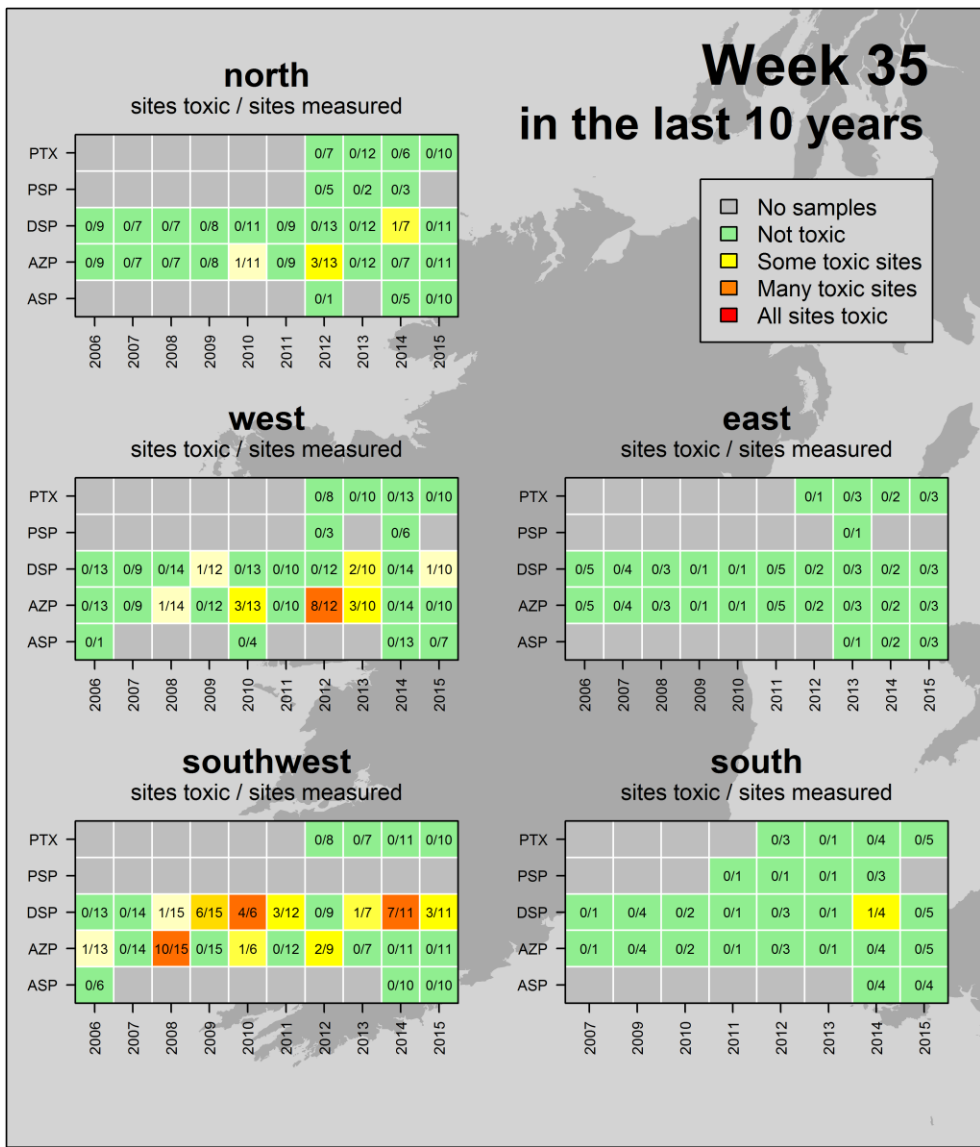 Week 35
in the last 10 years
No samples
Not toxic
Some toxic sites
Many toxic sites
All sites toxic
north
sites toxic / sites measured
PTX 0/7 0/12 0/6 0/10
PSP 0/5 0/2 0/3
DSP 0/9 0/7 0/7 0/8 0/11 0/9 0/13 0/12 1/7 0/11
AZP 0/9 0/7 0/7 0/8 1/11 0/9 3/13 0/12 0/7 0/11
ASP 0/1 0/5 0/10
2006 2007 2008 2009 2010 2011 2012 2013 2014 2015
west
sites toxic / sites measured
PTX 0/8 0/10 0/13 0/10
PSP 0/3 0/6
DSP 0/13 0/9 0/14 1/12 0/13 0/10 0/12 2/10 0/14 1/10
AZP 0/13 0/9 1/14 0/12 3/13 0/10 8/12 3/10 0/14 0/10
ASP 0/1 0/4 0/13 0/7
2006 2007 2008 2009 2010 2011 2012 2013 2014 2015
east
sites toxic / sites measured
PTX 0/1 0/3 0/2 0/3
PSP 0/1
DSP 0/5 0/4 0/3 0/1 0/1 0/5 0/2 0/3 0/2 0/3
AZP 0/5 0/4 0/3 0/1 0/1 0/5 0/2 0/3 0/2 0/3
ASP 0/1 0/2 0/3
2006 2007 2008 2009 2010 2011 2012 2013 2014 2015
southwest
sites toxic / sites measured
PTX 0/8 0/7 0/11 0/10
PSP
DSP 0/13 0/14 1/15 6/15 4/6 3/12 0/9 1/7 7/11 3/11
AZP 1/13 0/14 10/15 0/15 1/6 0/12 2/9 0/7 0/11 0/11
ASP 0/6 0/10 0/10
2006 2007 2008 2009 2010 2011 2012 2013 2014 2015
south
sites toxic / sites measured
PTX 0/3 0/1 0/4 0/5
PSP 0/1 0/1 0/1 0/3
DSP 0/1 0/4 0/2 0/1 0/3 0/1 1/4 0/5
AZP 0/1 0/4 0/2 0/1 0/3 0/1 0/4 0/5
ASP 0/4 0/4
2007 2009 2010 2011 2012 2013 2014 2015